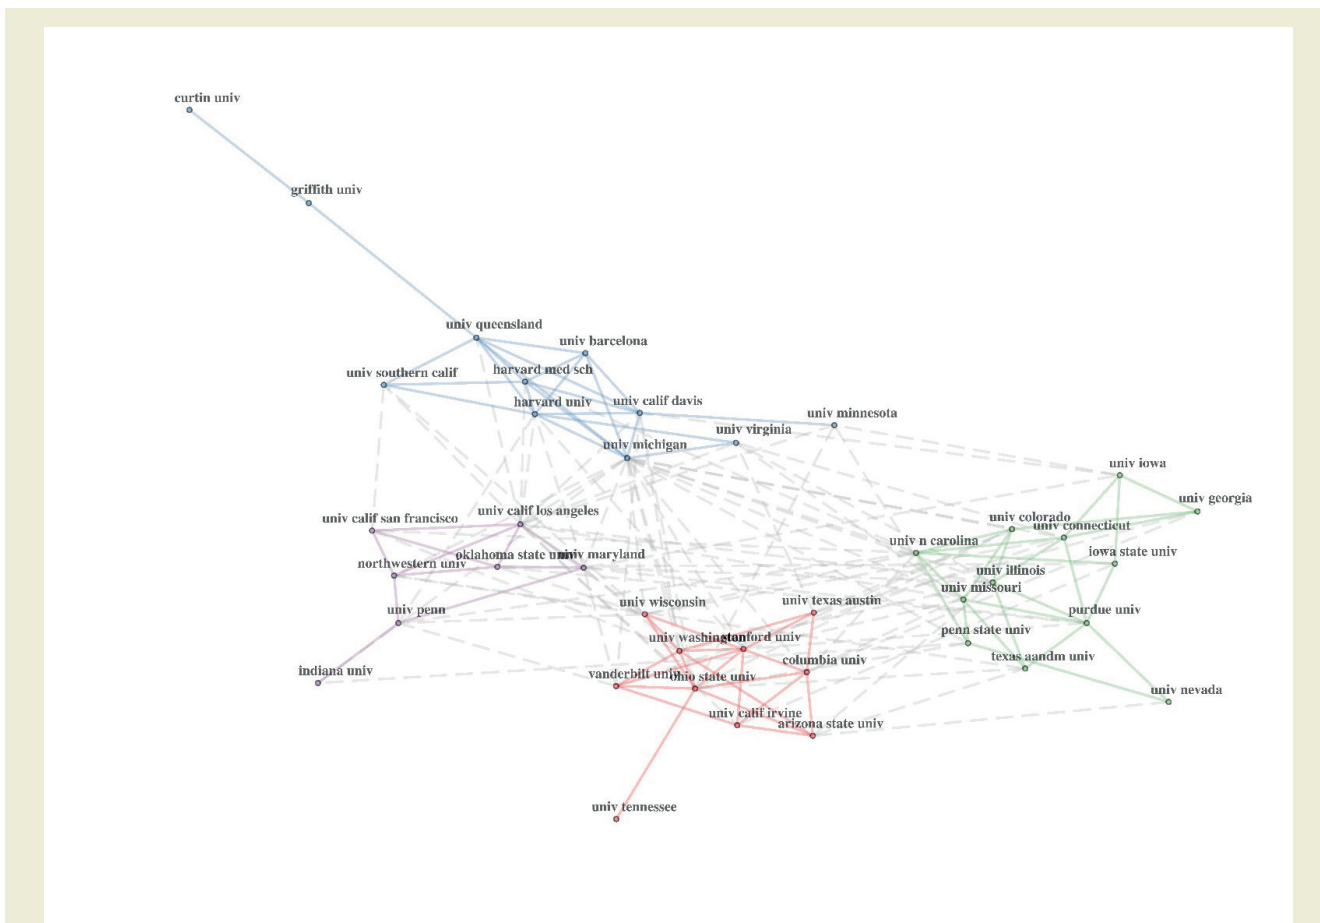 curtin univ
griffith univ
univ queensland
univ barcelona
univ southern calif
harvard med sch
harvard univ
univ calif davis
univ minnesota
univ virginia
univ michigan
univ iowa
univ georgia
univ calif san francisco
univ calif los angeles
univ colorado
univ connecticut
univ n carolina
iowa state univ
oklahoma state univ
univ maryland
northwestern univ
univ illinois
univ missouri
univ penn
univ wisconsin
univ texas austin
purdue univ
penn state univ
univ washington
stanford univ
columbia univ
texas aandm univ
indiana univ
vanderbilt univ
ohio state univ
univ nevada
univ calif irvine
arizona state univ
univ tennessee